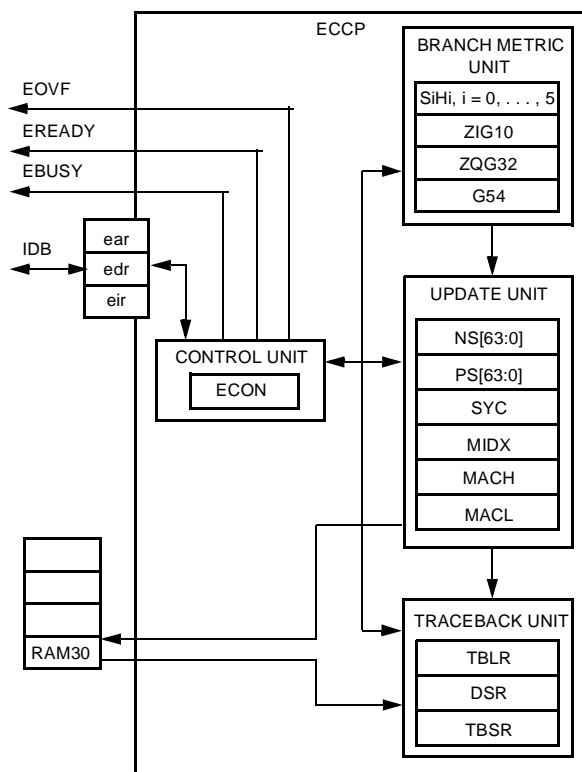 ECCP
BRANCH METRIC
UNIT
SiHi, i = 0, . . . , 5
ZIG10
ZQG32
G54
EOVF
EREADY
EBUSY
IDB
ear
edr
eir
CONTROL UNIT
ECON
UPDATE UNIT
NS[63:0]
PS[63:0]
SYC
MIDX
MACH
MACL
RAM30
TRACEBACK UNIT
TBLR
DSR
TBSR